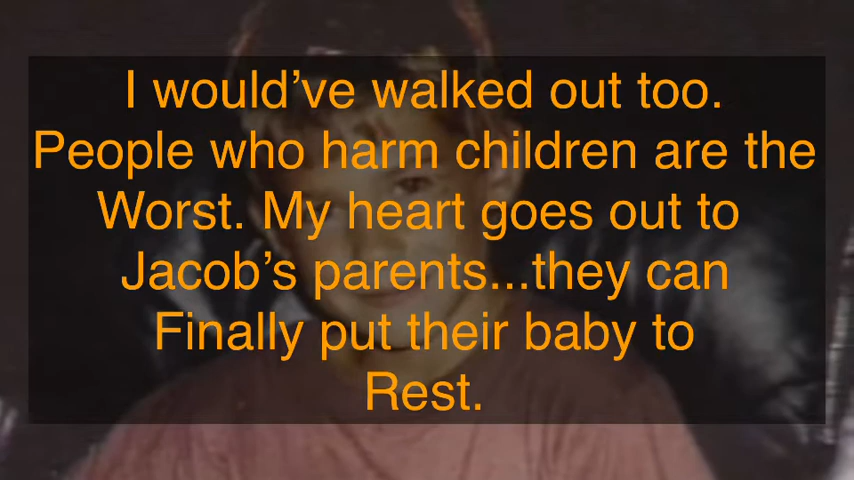 I would’ve walked out too.
People who harm children are the
Worst. My heart goes out to
Jacob’s parents...they can
Finally put their baby to
Rest.